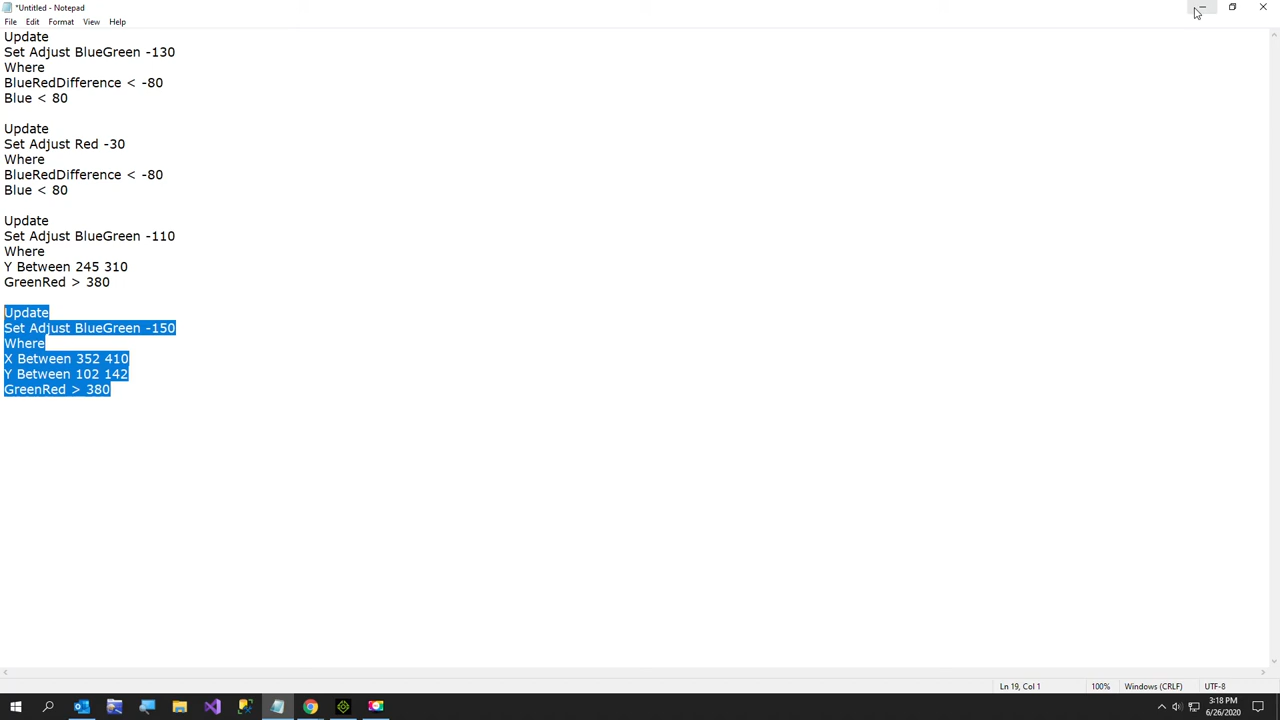 *Untitled - Notepad
File Edit Format View Help
Update
Set Adjust BlueGreen -130
Where
BlueRedDifference < -80
Blue < 80
Update
Set Adjust Red -30
Where
BlueRedDifference < -80
Blue < 80
Update
Set Adjust BlueGreen -110
Where
Y Between 245 310
GreenRed > 380
Update
Set Adjust BlueGreen -150
Where
X Between 352 410
Y Between 102 142
GreenRed > 380
Ln 19, Col 1 100% Windows (CRLF) UTF-8
3:18 PM
6/26/2020